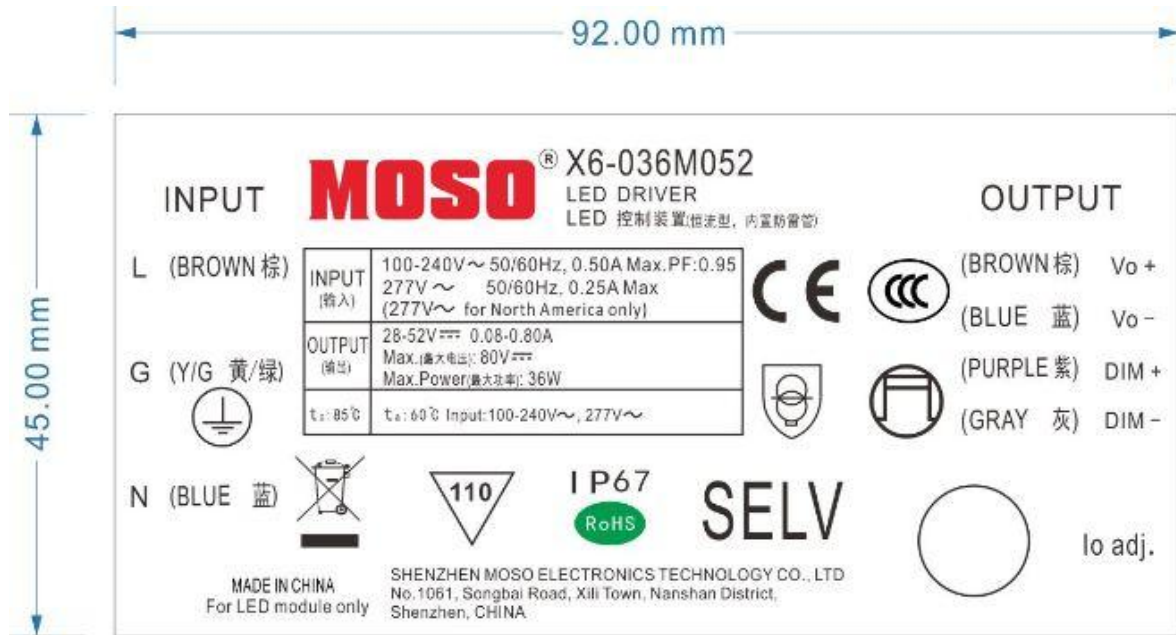 92.00 mm
45.00 mm
INPUT
MOSO® X6-036M052
LED DRIVER
LED 控制装置(恒流型，内置防雷管)
OUTPUT
L (BROWN 棕)
G (Y/G 黄/绿)
N (BLUE 蓝)
INPUT
(输入)
100-240V～ 50/60Hz, 0.50A Max.PF:0.95
277V～ 50/60Hz, 0.25A Max
(277V～ for North America only)
OUTPUT
(输出)
28-52V⎓ 0.08-0.80A
Max.(最大电压): 80V⎓
Max.Power(最大功率): 36W
85℃
60℃ Input:100-240V～, 277V～
CE
CCC
(BROWN 棕) Vo +
(BLUE 蓝) Vo -
(PURPLE 紫) DIM +
(GRAY 灰) DIM -
110
IP67
RoHS
SELV
Io adj.
MADE IN CHINA
For LED module only
SHENZHEN MOSO ELECTRONICS TECHNOLOGY CO., LTD
No.1061, Songbai Road, Xili Town, Nanshan District,
Shenzhen, CHINA